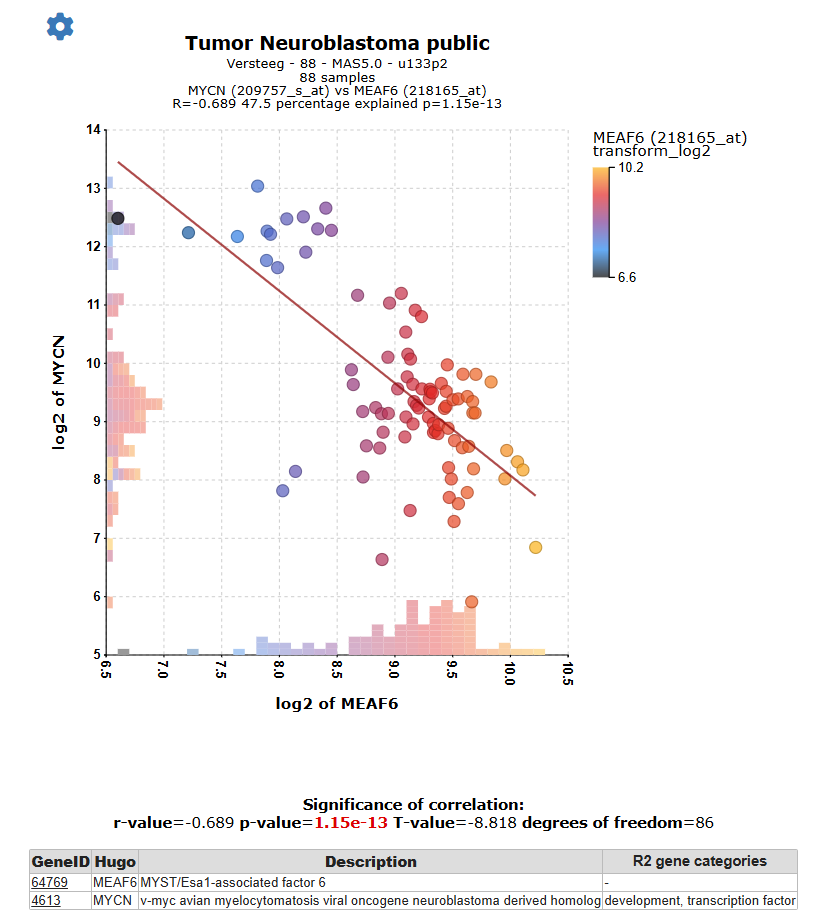 Tumor Neuroblastoma public
Versteeg - 88 - MAS5.0 - u133p2
88 samples
MYCN (209757_s_at) vs MEAF6 (218165_at)
R=-0.689 47.5 percentage explained p=1.15e-13
MEAF6 (218165_at)
transform_log2
10.2
6.6
14
13
12
11
10
9
8
7
6
5
log2 of MYCN
6.5
7.0
7.5
8.0
8.5
9.0
9.5
10.0
10.5
log2 of MEAF6
Significance of correlation:
r-value=-0.689 p-value=1.15e-13 T-value=-8.818 degrees of freedom=86
GeneID Hugo Description R2 gene categories
64769 MEAF6 MYST/Esa1-associated factor 6 -
4613 MYCN v-myc avian myelocytomatosis viral oncogene neuroblastoma derived homolog development, transcription factor